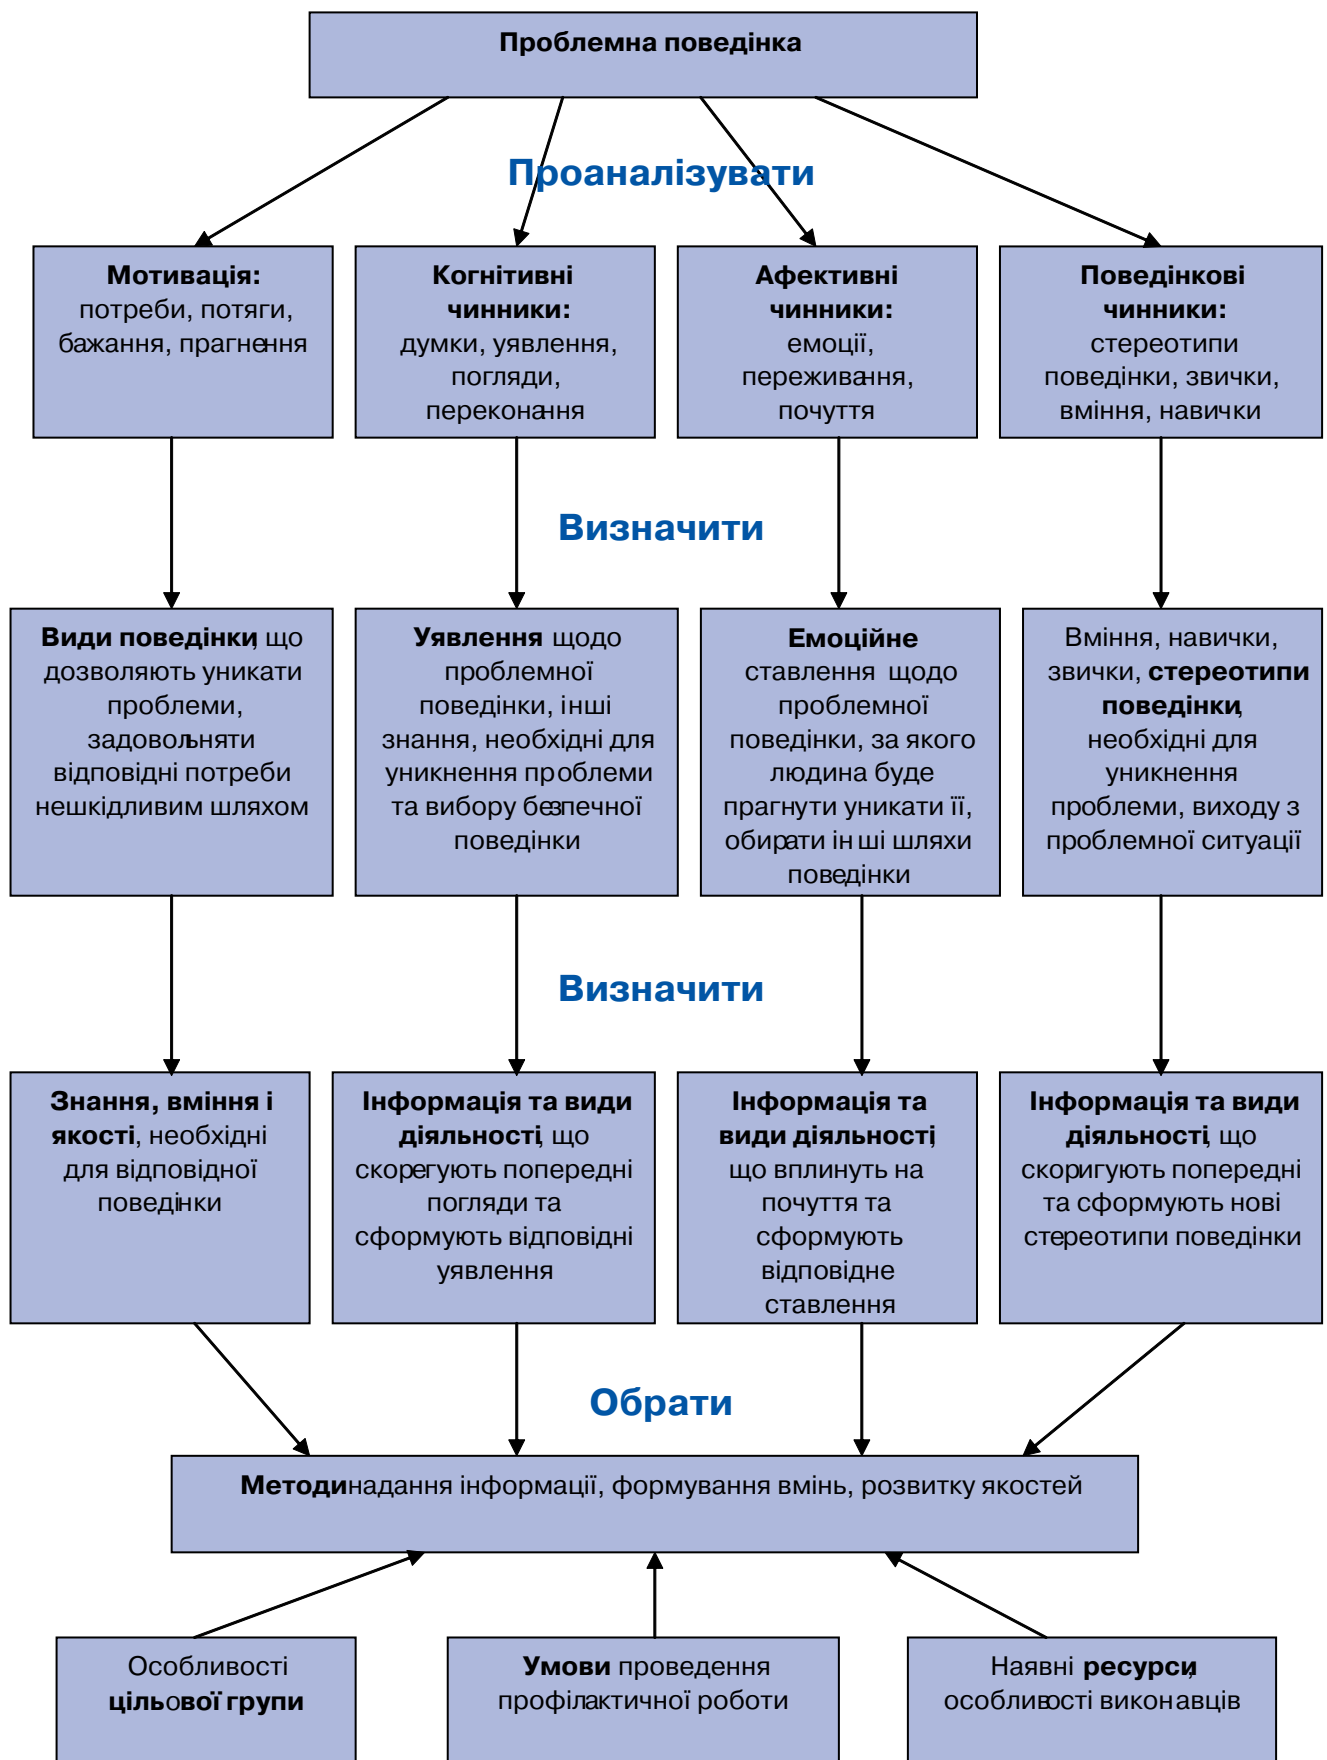 Проблемна поведінка
Проаналізувати
Мотивація:
потреби, потяги,
бажання, прагнення
Когнітивні
чинники:
думки, уявлення,
погляди,
переконання
Афективні
чинники:
емоції,
переживання,
почуття
Поведінкові
чинники:
стереотипи
поведінки, звички,
вміння, навички
Визначити
Види поведінки, що
дозволяють уникати
проблеми,
задовольняти
відповідні потреби
нешкідливим шляхом
Уявлення щодо
проблемної
поведінки, інші
знання, необхідні для
уникнення проблеми
та вибору безпечної
поведінки
Емоційне
ставлення щодо
проблемної
поведінки, за якого
людина буде
прагнути уникати її,
обирати інші шляхи
поведінки
Вміння, навички,
звички, стереотипи
поведінки,
необхідні для
уникнення
проблеми, виходу з
проблемної ситуації
Визначити
Знання, вміння і
якості, необхідні
для відповідної
поведінки
Інформація та види
діяльності, що
скорегують попередні
погляди та
сформують відповідні
уявлення
Інформація та
види діяльності,
що вплинуть на
почуття та
сформують
відповідне
ставлення
Інформація та види
діяльності, що
скоригують попередні
та сформують нові
стереотипи поведінки
Обрати
Методи надання інформації, формування вмінь, розвитку якостей
Особливості
цільової групи
Умови проведення
профілактичної роботи
Наявні ресурси,
особливості виконавців